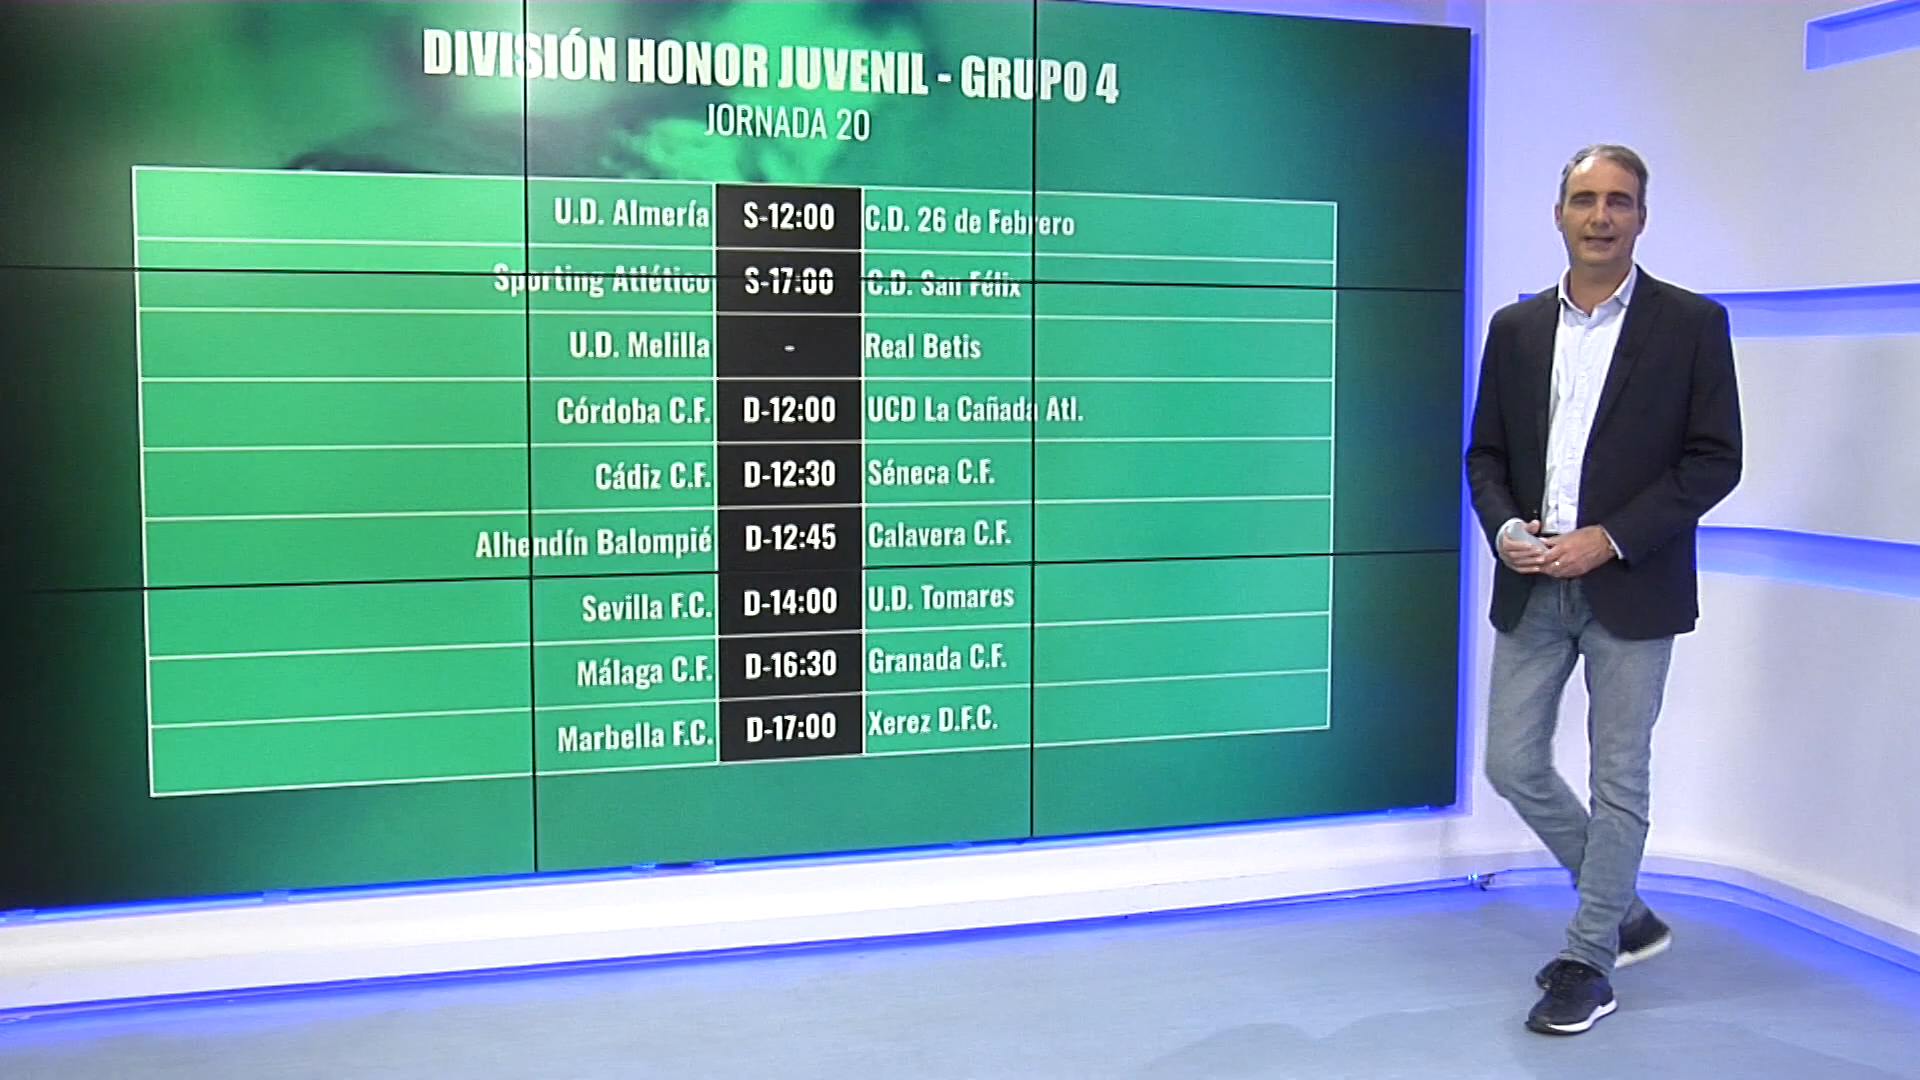 DIVISIÓN HONOR JUVENIL - GRUPO 4
JORNADA 20
U.D. Almería S-12:00 C.D. 26 de Febrero
Sporting Atlético S-17:00 C.D. San Félix
U.D. Melilla - Real Betis
Córdoba C.F. D-12:00 UCD La Cañada Atl.
Cádiz C.F. D-12:30 Séneca C.F.
Alhendín Balompié D-12:45 Calavera C.F.
Sevilla F.C. D-14:00 U.D. Tomares
Málaga C.F. D-16:30 Granada C.F.
Marbella F.C. D-17:00 Xerez D.F.C.